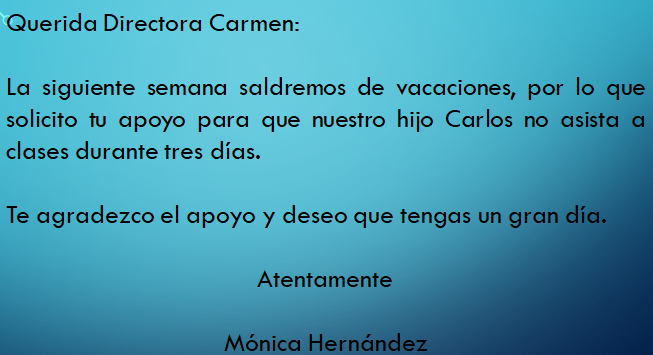 Querida Directora Carmen:
La siguiente semana saldremos de vacaciones, por lo que
solicito tu apoyo para que nuestro hijo Carlos no asista a
clases durante tres días.
Te agradezco el apoyo y deseo que tengas un gran día.
Atentamente
Mónica Hernández